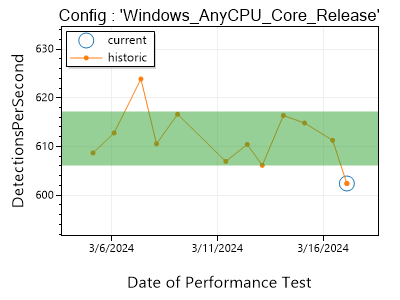 Config : 'Windows_AnyCPU_Core_Release'
current
historic
DetectionsPerSecond
630
620
610
600
3/6/2024
3/11/2024
3/16/2024
Date of Performance Test